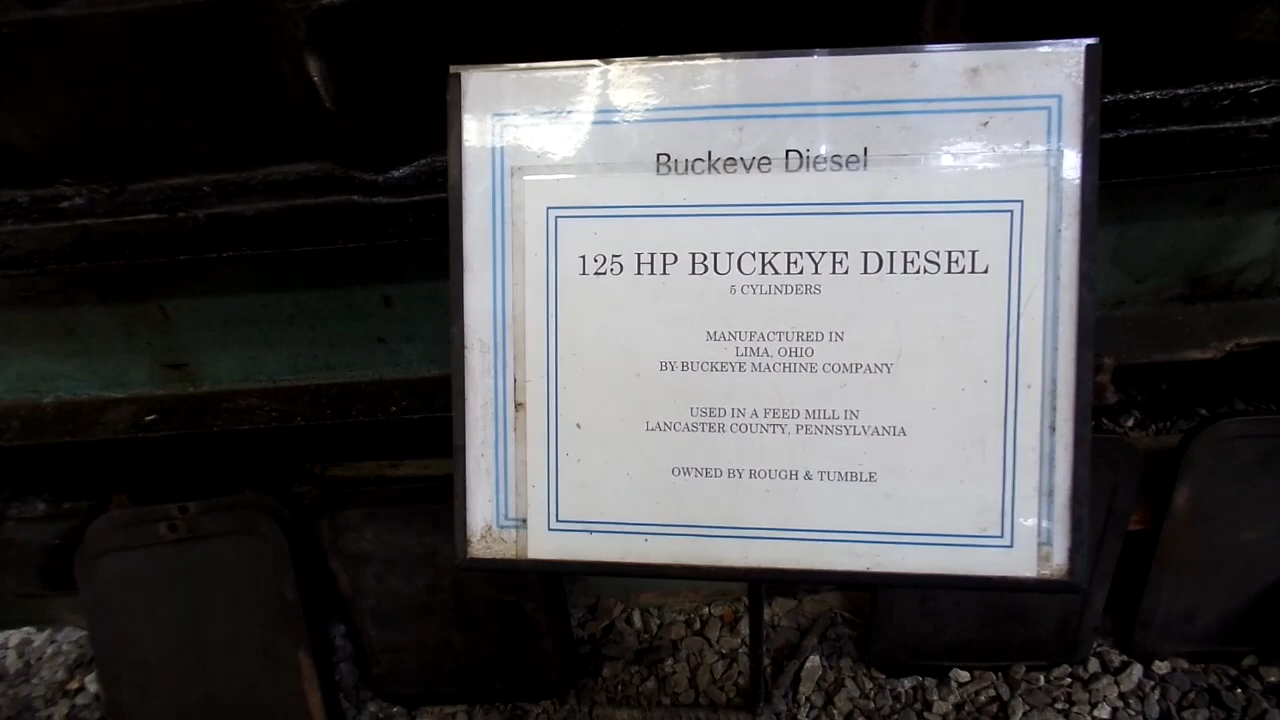 Buckeye Diesel
125 HP BUCKEYE DIESEL
5 CYLINDERS
MANUFACTURED IN
LIMA, OHIO
BY BUCKEYE MACHINE COMPANY
USED IN A FEED MILL IN
LANCASTER COUNTY, PENNSYLVANIA
OWNED BY ROUGH & TUMBLE